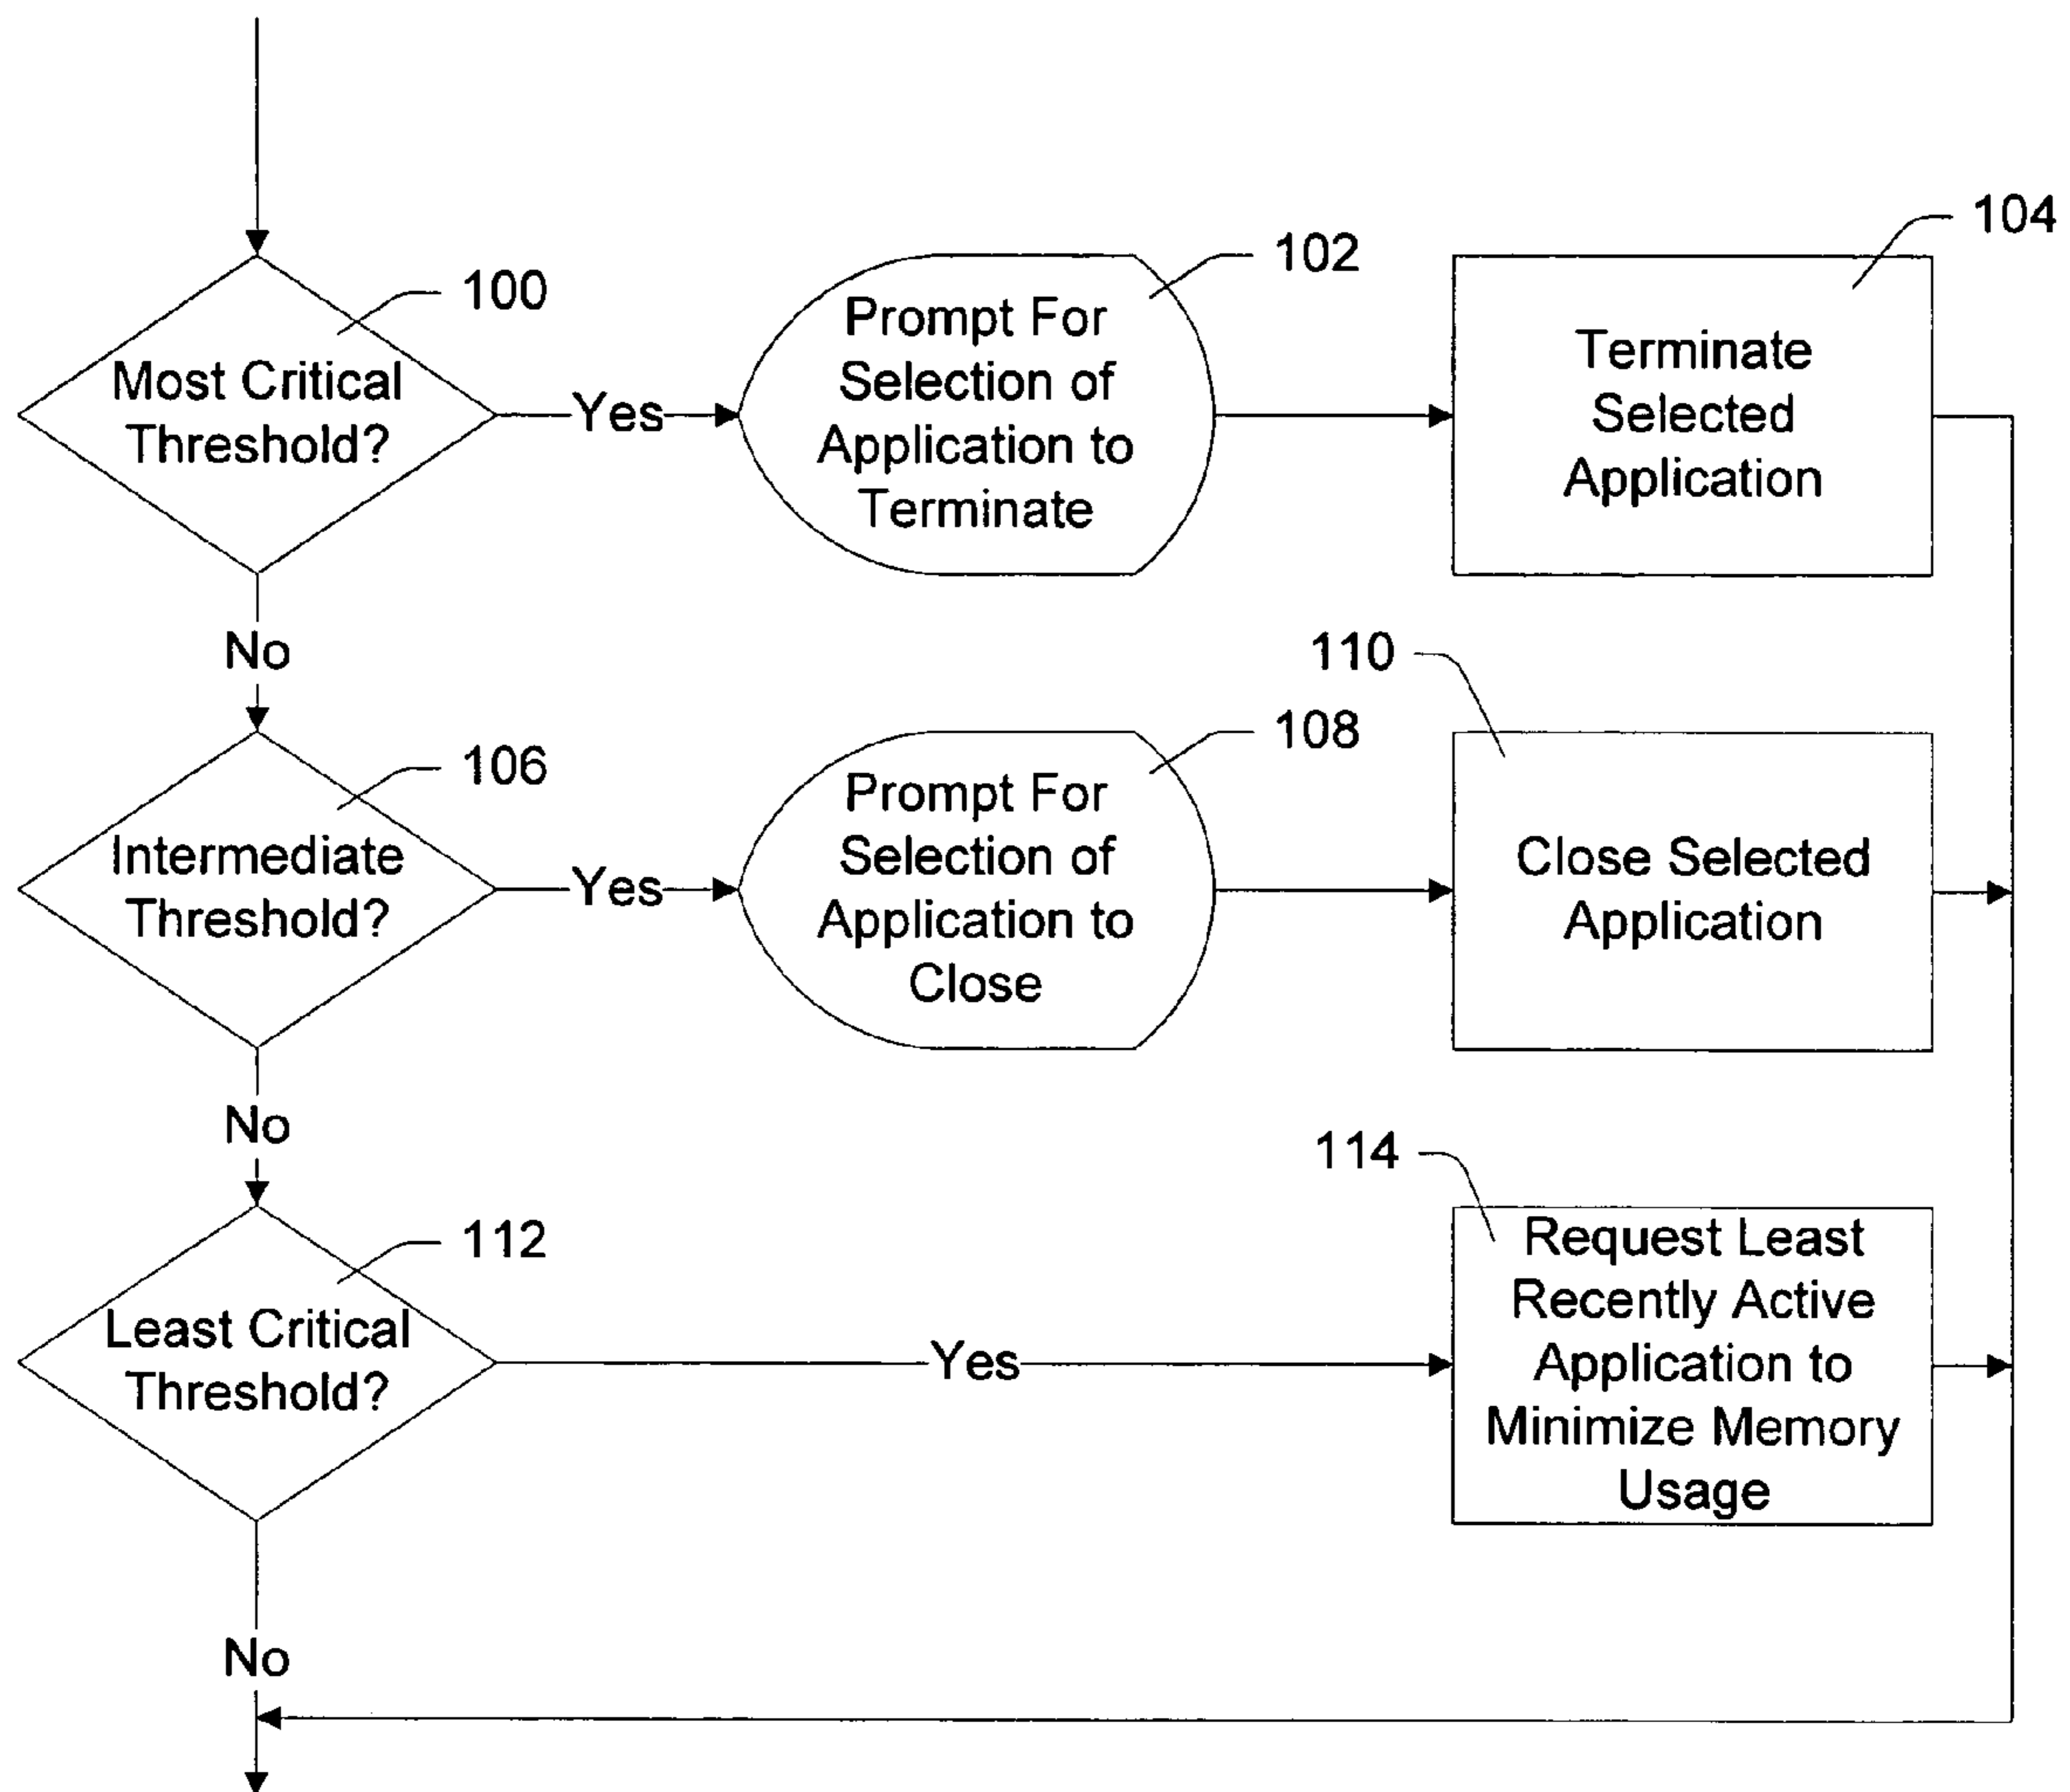 104
102
100
Most Critical
Threshold?
Yes
Prompt For
Selection of
Application to
Terminate
Terminate
Selected
Application
No
110
108
106
Intermediate
Threshold?
Yes
Prompt For
Selection of
Application to
Close
Close Selected
Application
No
114
112
Least Critical
Threshold?
Yes
Request Least
Recently Active
Application to
Minimize Memory
Usage
No